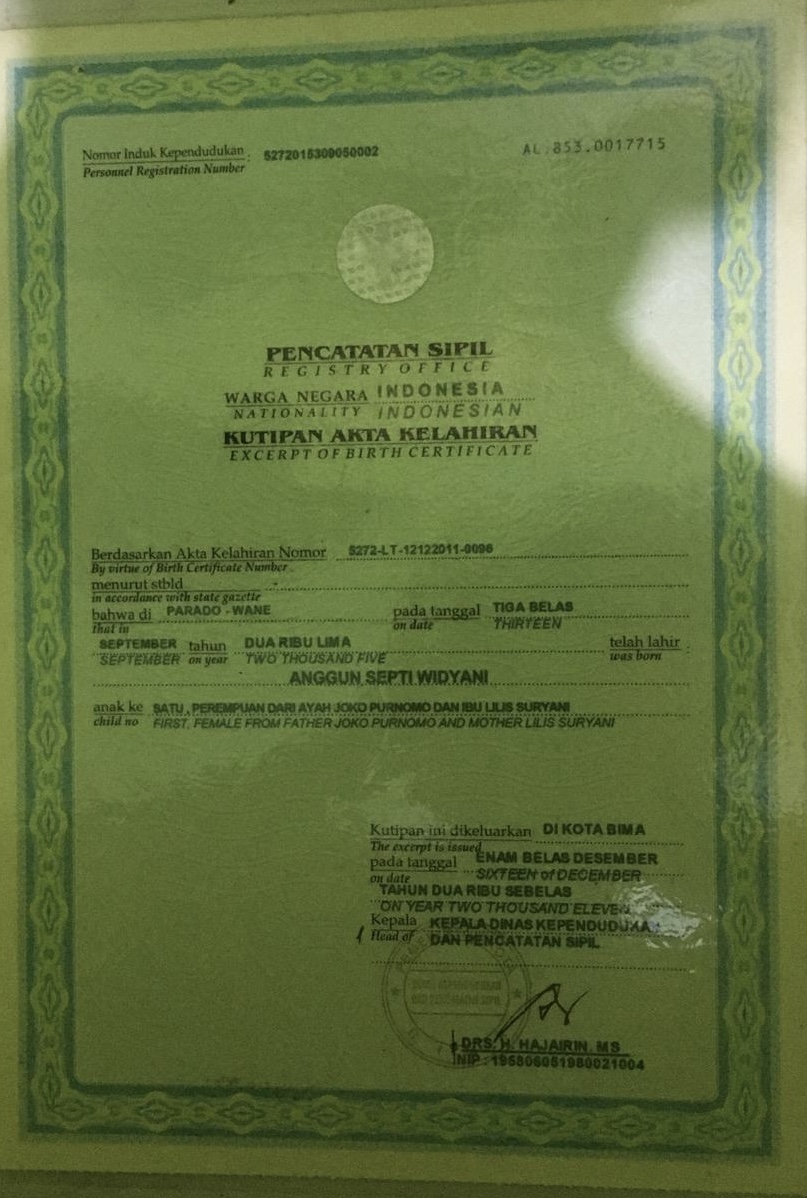 Nomor Induk Kependudukan : 5272015309050002 AL.853.0017715
Personnel Registration Number
PENCATATAN SIPIL
REGISTRY OFFICE
WARGA NEGARA INDONESIA
NATIONALITY INDONESIAN
KUTIPAN AKTA KELAHIRAN
EXCERPT OF BIRTH CERTIFICATE
Berdasarkan Akta Kelahiran Nomor 5272-LT-12122011-0096
By virtue of Birth Certificate Number
menurut stbld -
in accordance with state gazette
bahwa di PARADO - WANE pada tanggal TIGA BELAS
that in on date THIRTEEN
SEPTEMBER tahun DUA RIBU LIMA telah lahir :
SEPTEMBER on year TWO THOUSAND FIVE was born
ANGGUN SEPTI WIDYANI
anak ke SATU, PEREMPUAN DARI AYAH JOKO PURNOMO DAN IBU LILIS SURYANI
child no FIRST, FEMALE FROM FATHER JOKO PURNOMO AND MOTHER LILIS SURYANI
Kutipan ini dikeluarkan DI KOTA BIMA
The excerpt is issued
pada tanggal ENAM BELAS DESEMBER
on date SIXTEEN of DECEMBER
TAHUN DUA RIBU SEBELAS
ON YEAR TWO THOUSAND ELEVEN
Kepala KEPALA DINAS KEPENDUDUKAN
Head of DAN PENCATATAN SIPIL
DRS. H. HAJAIRIN. MS
NIP : 195806051980021004